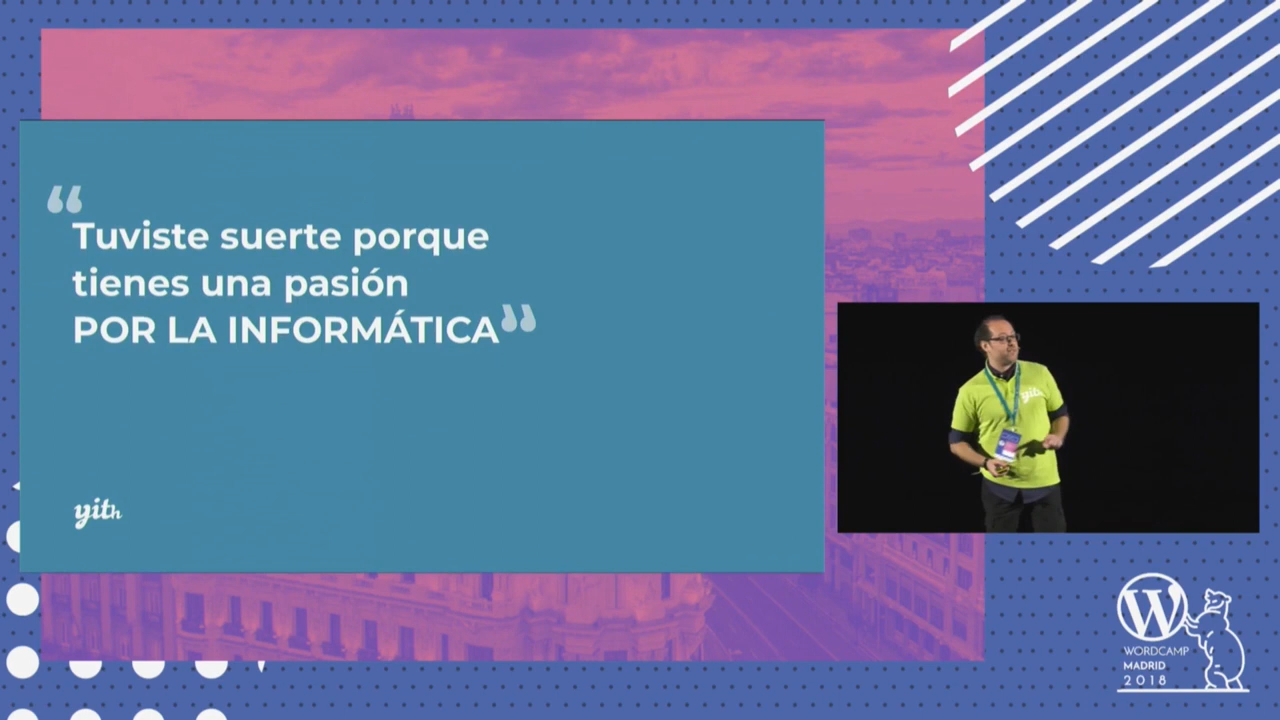 “Tuviste suerte porque
tienes una pasión
POR LA INFORMÁTICA”
yith
yith
W
WORDCAMP
MADRID
2018